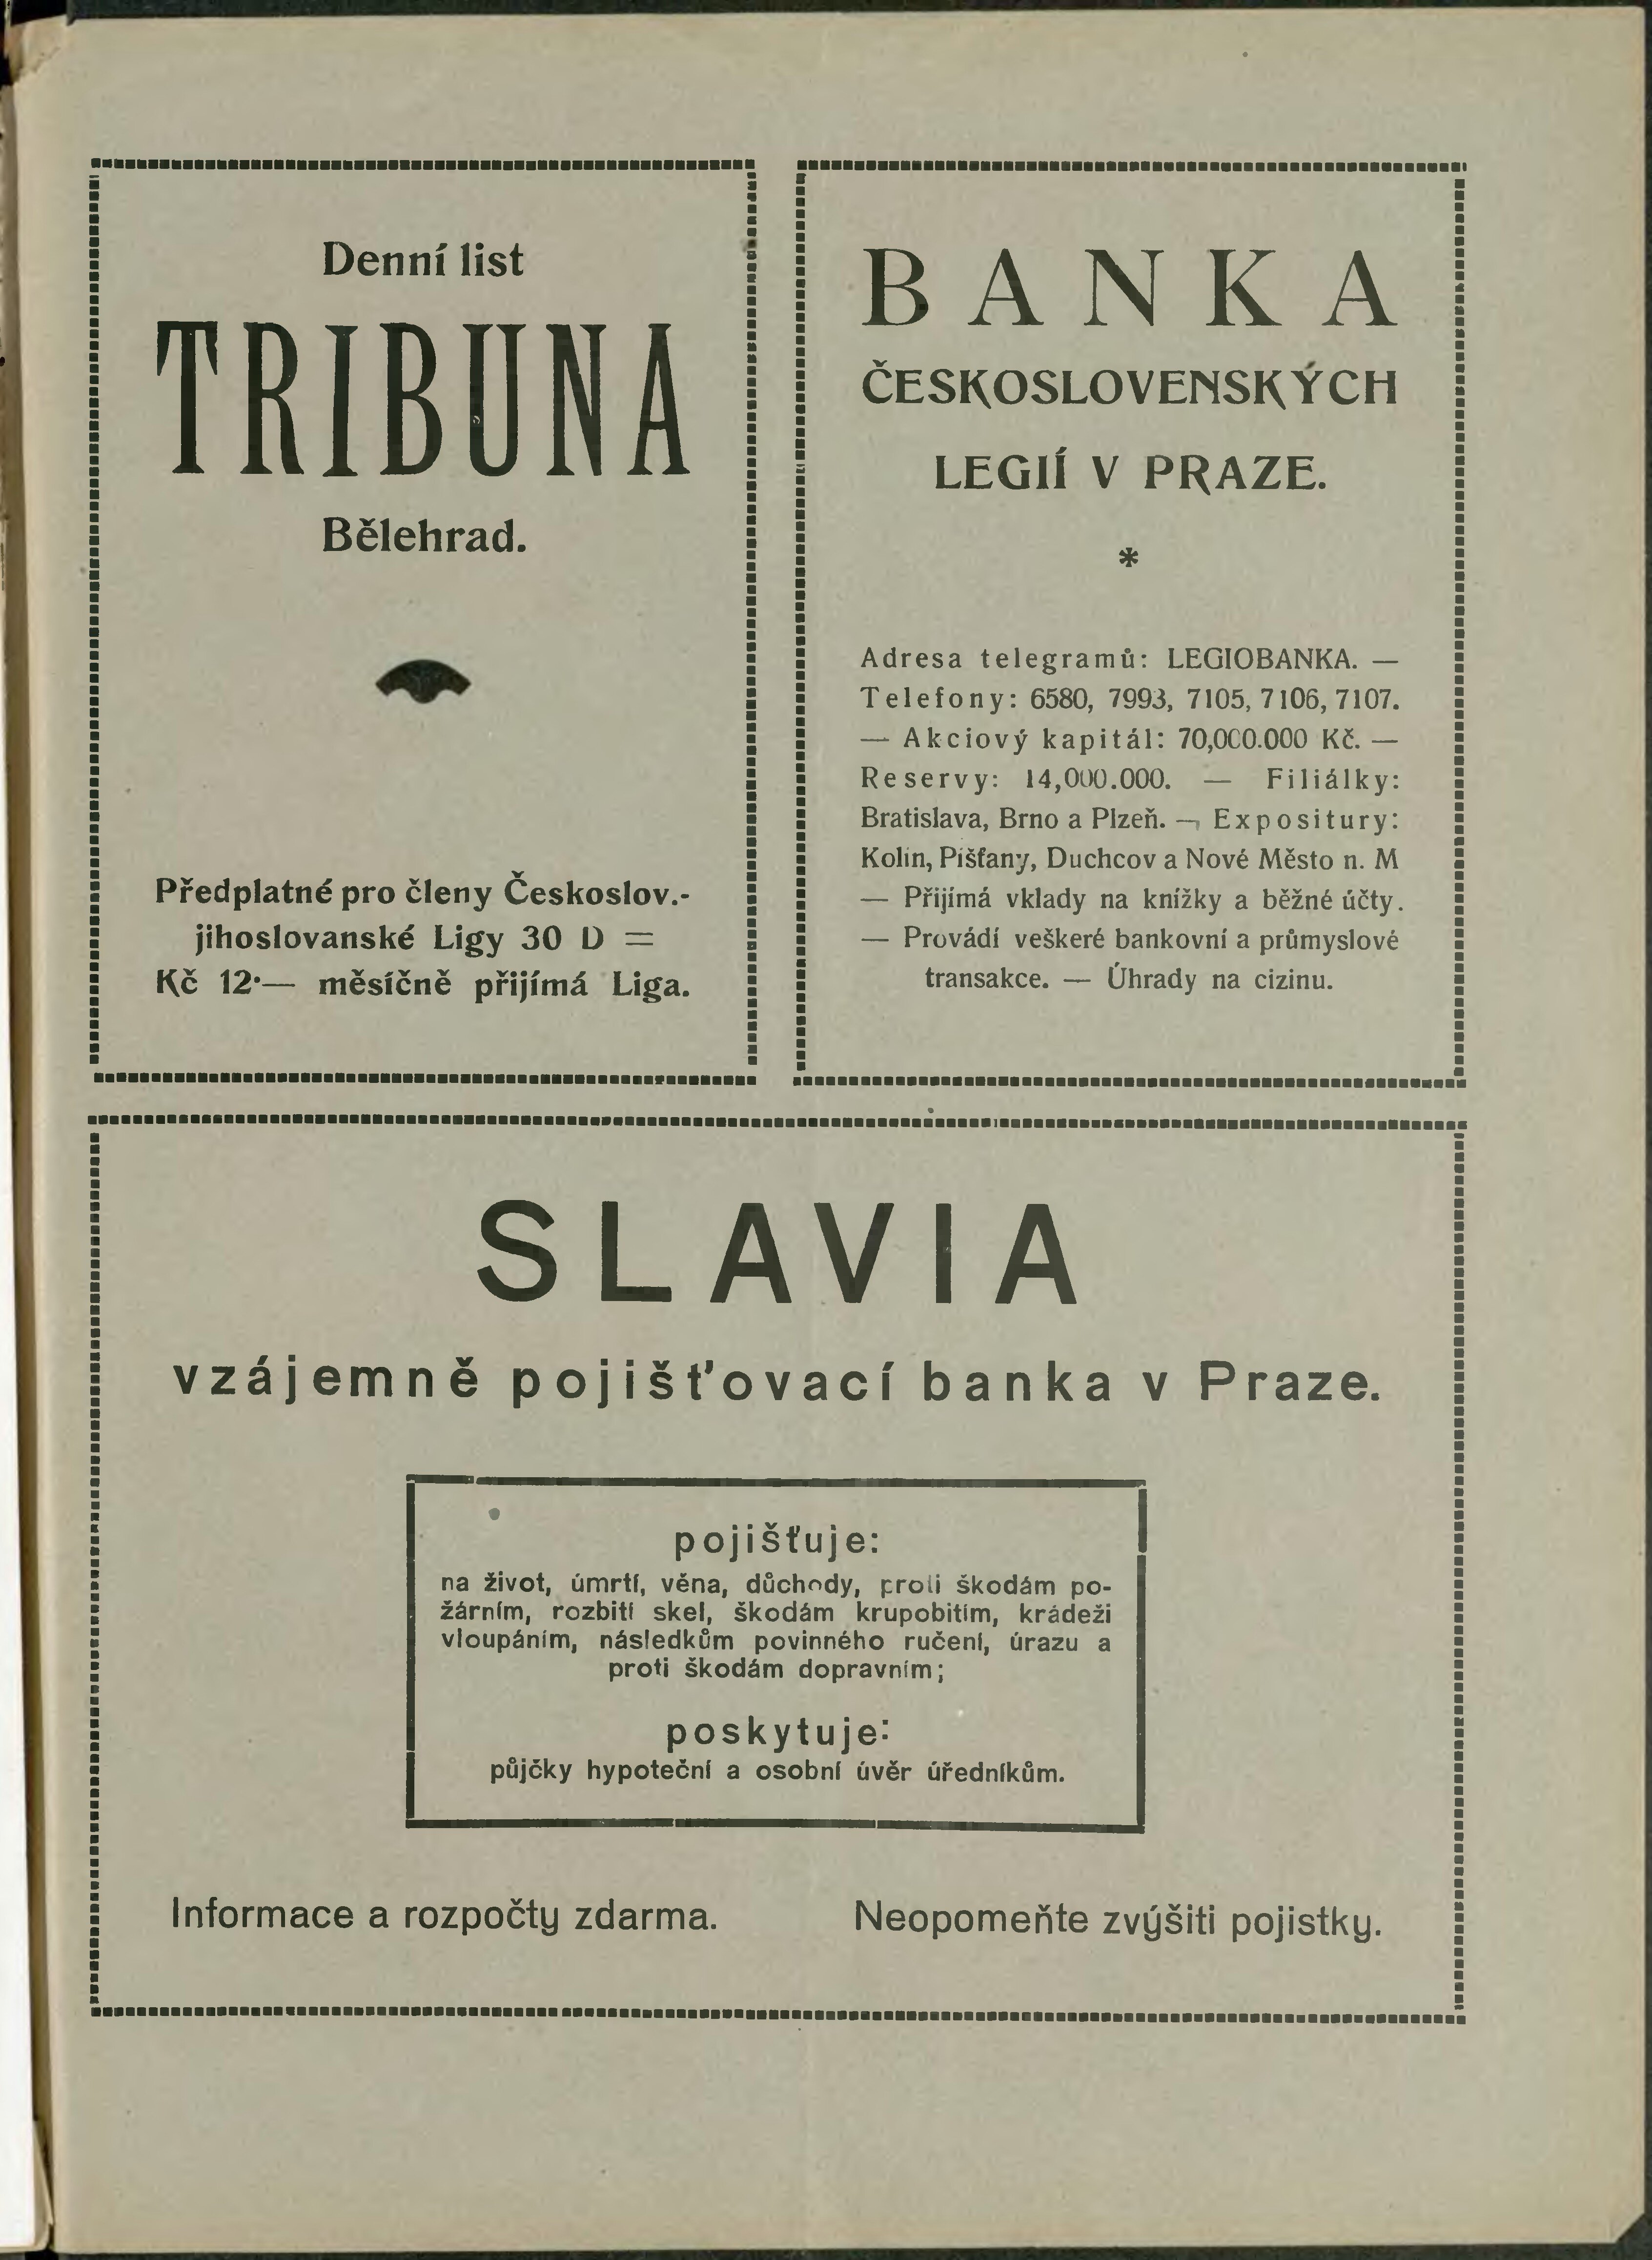 Denní list
TRIBUNA
Bělehrad.
Předplatné pro členy Českoslov.-
jihoslovanské Ligy 30 D =
Kč 12·— měsíčně přijímá Liga.
BANKA
ČESKOSLOVENSKÝCH
LEGIÍ V PRAZE.
*
Adresa telegramů: LEGIOBANKA. —
Telefony: 6580, 7993, 7105, 7106, 7107.
— Akciový kapitál: 70,000.000 Kč. —
Reservy: 14,000.000. — Filiálky:
Bratislava, Brno a Plzeň. — Expositury:
Kolín, Píšťany, Duchcov a Nové Město n. M
— Přijímá vklady na knížky a běžné účty.
— Provádí veškeré bankovní a průmyslové
transakce. — Úhrady na cizinu.
SLAVIA
vzájemně pojišťovací banka v Praze.
pojišťuje:
na život, úmrtí, věna, důchody, proti škodám po-
žárním, rozbití skel, škodám krupobitím, krádeži
vloupáním, následkům povinného ručení, úrazu a
proti škodám dopravním;
poskytuje:
půjčky hypoteční a osobní úvěr úředníkům.
Informace a rozpočty zdarma.
Neopomeňte zvýšiti pojistky.